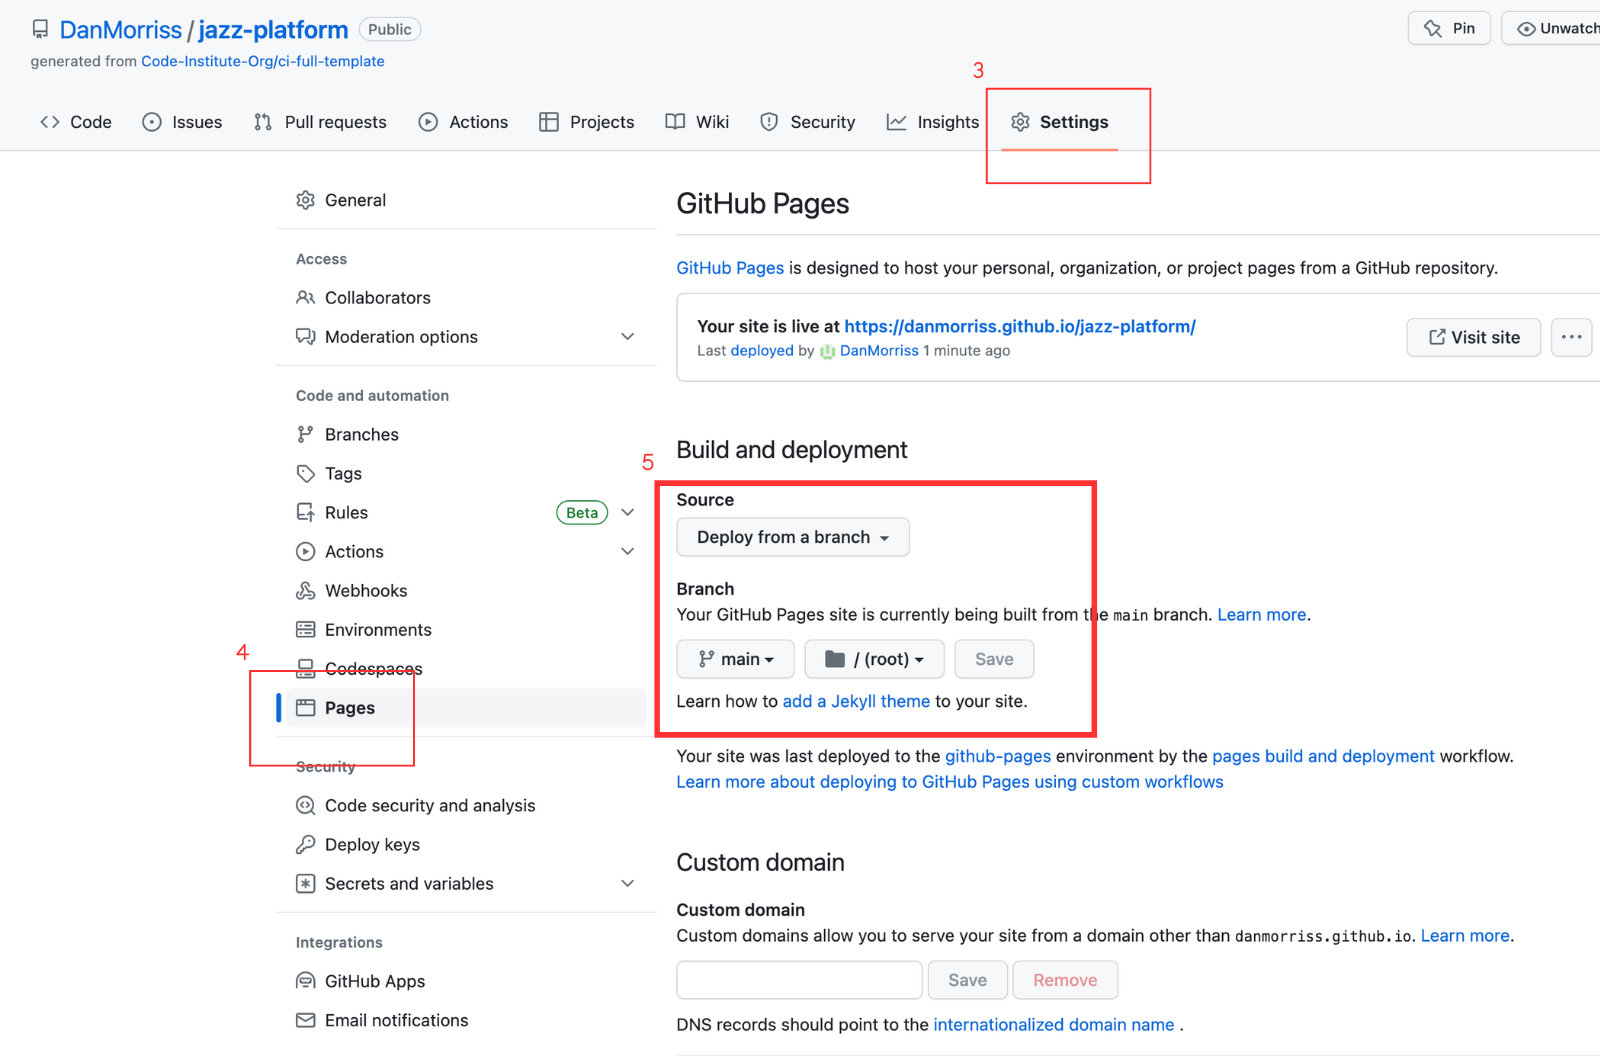 DanMorriss / jazz-platform Public
Pin
Unwatch
generated from Code-Institute-Org/ci-full-template
3
Code
Issues
Pull requests
Actions
Projects
Wiki
Security
Insights
Settings
General
Access
Collaborators
Moderation options
Code and automation
Branches
Tags
Rules Beta
Actions
Webhooks
Environments
Codespaces
4
Pages
Security
Code security and analysis
Deploy keys
Secrets and variables
Integrations
GitHub Apps
Email notifications
GitHub Pages
GitHub Pages is designed to host your personal, organization, or project pages from a GitHub repository.
Your site is live at https://danmorriss.github.io/jazz-platform/
Last deployed by DanMorriss 1 minute ago
Visit site
Build and deployment
5
Source
Deploy from a branch
Branch
Your GitHub Pages site is currently being built from the main branch. Learn more.
main
/ (root)
Save
Learn how to add a Jekyll theme to your site.
Your site was last deployed to the github-pages environment by the pages build and deployment workflow.
Learn more about deploying to GitHub Pages using custom workflows
Custom domain
Custom domain
Custom domains allow you to serve your site from a domain other than danmorriss.github.io. Learn more.
Save
Remove
DNS records should point to the internationalized domain name .